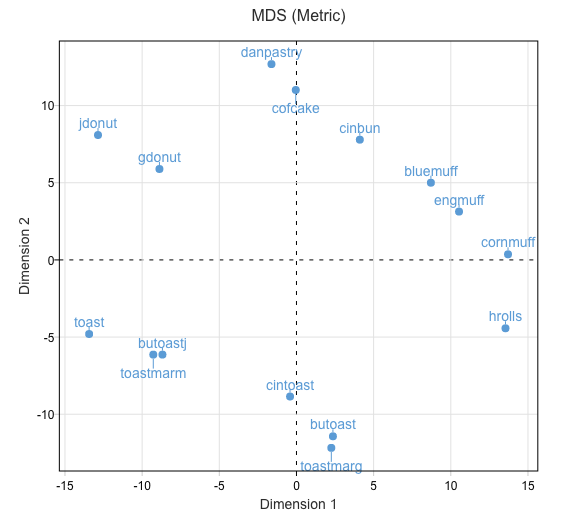 MDS (Metric)
danpastry
cofcake
jdonut
cinbun
gdonut
bluemuff
engmuff
cornmuff
hrolls
toast
butoastj
toastmarm
cintoast
butoast
toastmarg
10
5
0
-5
-10
-15
-10
-5
0
5
10
15
Dimension 2
Dimension 1